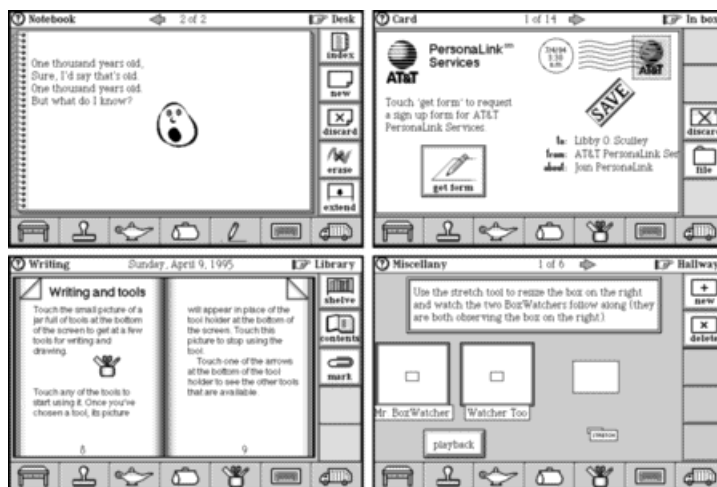 Notebook 2 of 2 Desk
One thousand years old,
Sure, I'd say that's old.
One thousand years old.
But what do I know?
index
new
discard
erase
extend
Card 1 of 14 In box
AT&T
PersonaLink℠
Services
7/4/94
3:30
a.m.
AT&T
Touch 'get form' to request
a sign up form for AT&T
PersonaLink Services.
get form
SAVE
to: Libby O. Sculley
from: AT&T PersonaLink Ser
about: Join PersonaLink
discard
file
Writing Sunday, April 9, 1995 Library
Writing and tools
Touch the small picture of a
jar full of tools at the bottom
of the screen to get at a few
tools for writing and
drawing.
Touch any of the tools to
start using it. Once you've
chosen a tool, its picture
8
will appear in place of the
tool holder at the bottom of
the screen. Touch this
picture to stop using the
tool.
Touch one of the arrows
at the bottom of the tool
holder to see the other tools
that are available.
9
shelve
contents
mark
Miscellany 1 of 6 Hallway
Use the stretch tool to resize the box on the right
and watch the two BoxWatchers follow along (they
are both observing the box on the right).
Mr. BoxWatcher
Watcher Too
playback
new
delete